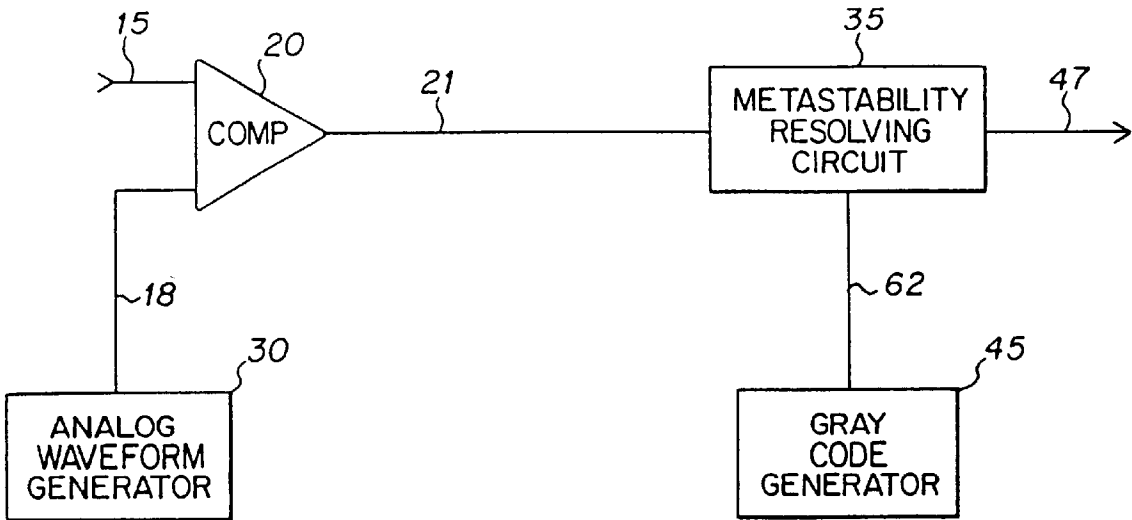 15
20
COMP
21
35
METASTABILITY
RESOLVING
CIRCUIT
47
18
62
30
ANALOG
WAVEFORM
GENERATOR
45
GRAY
CODE
GENERATOR